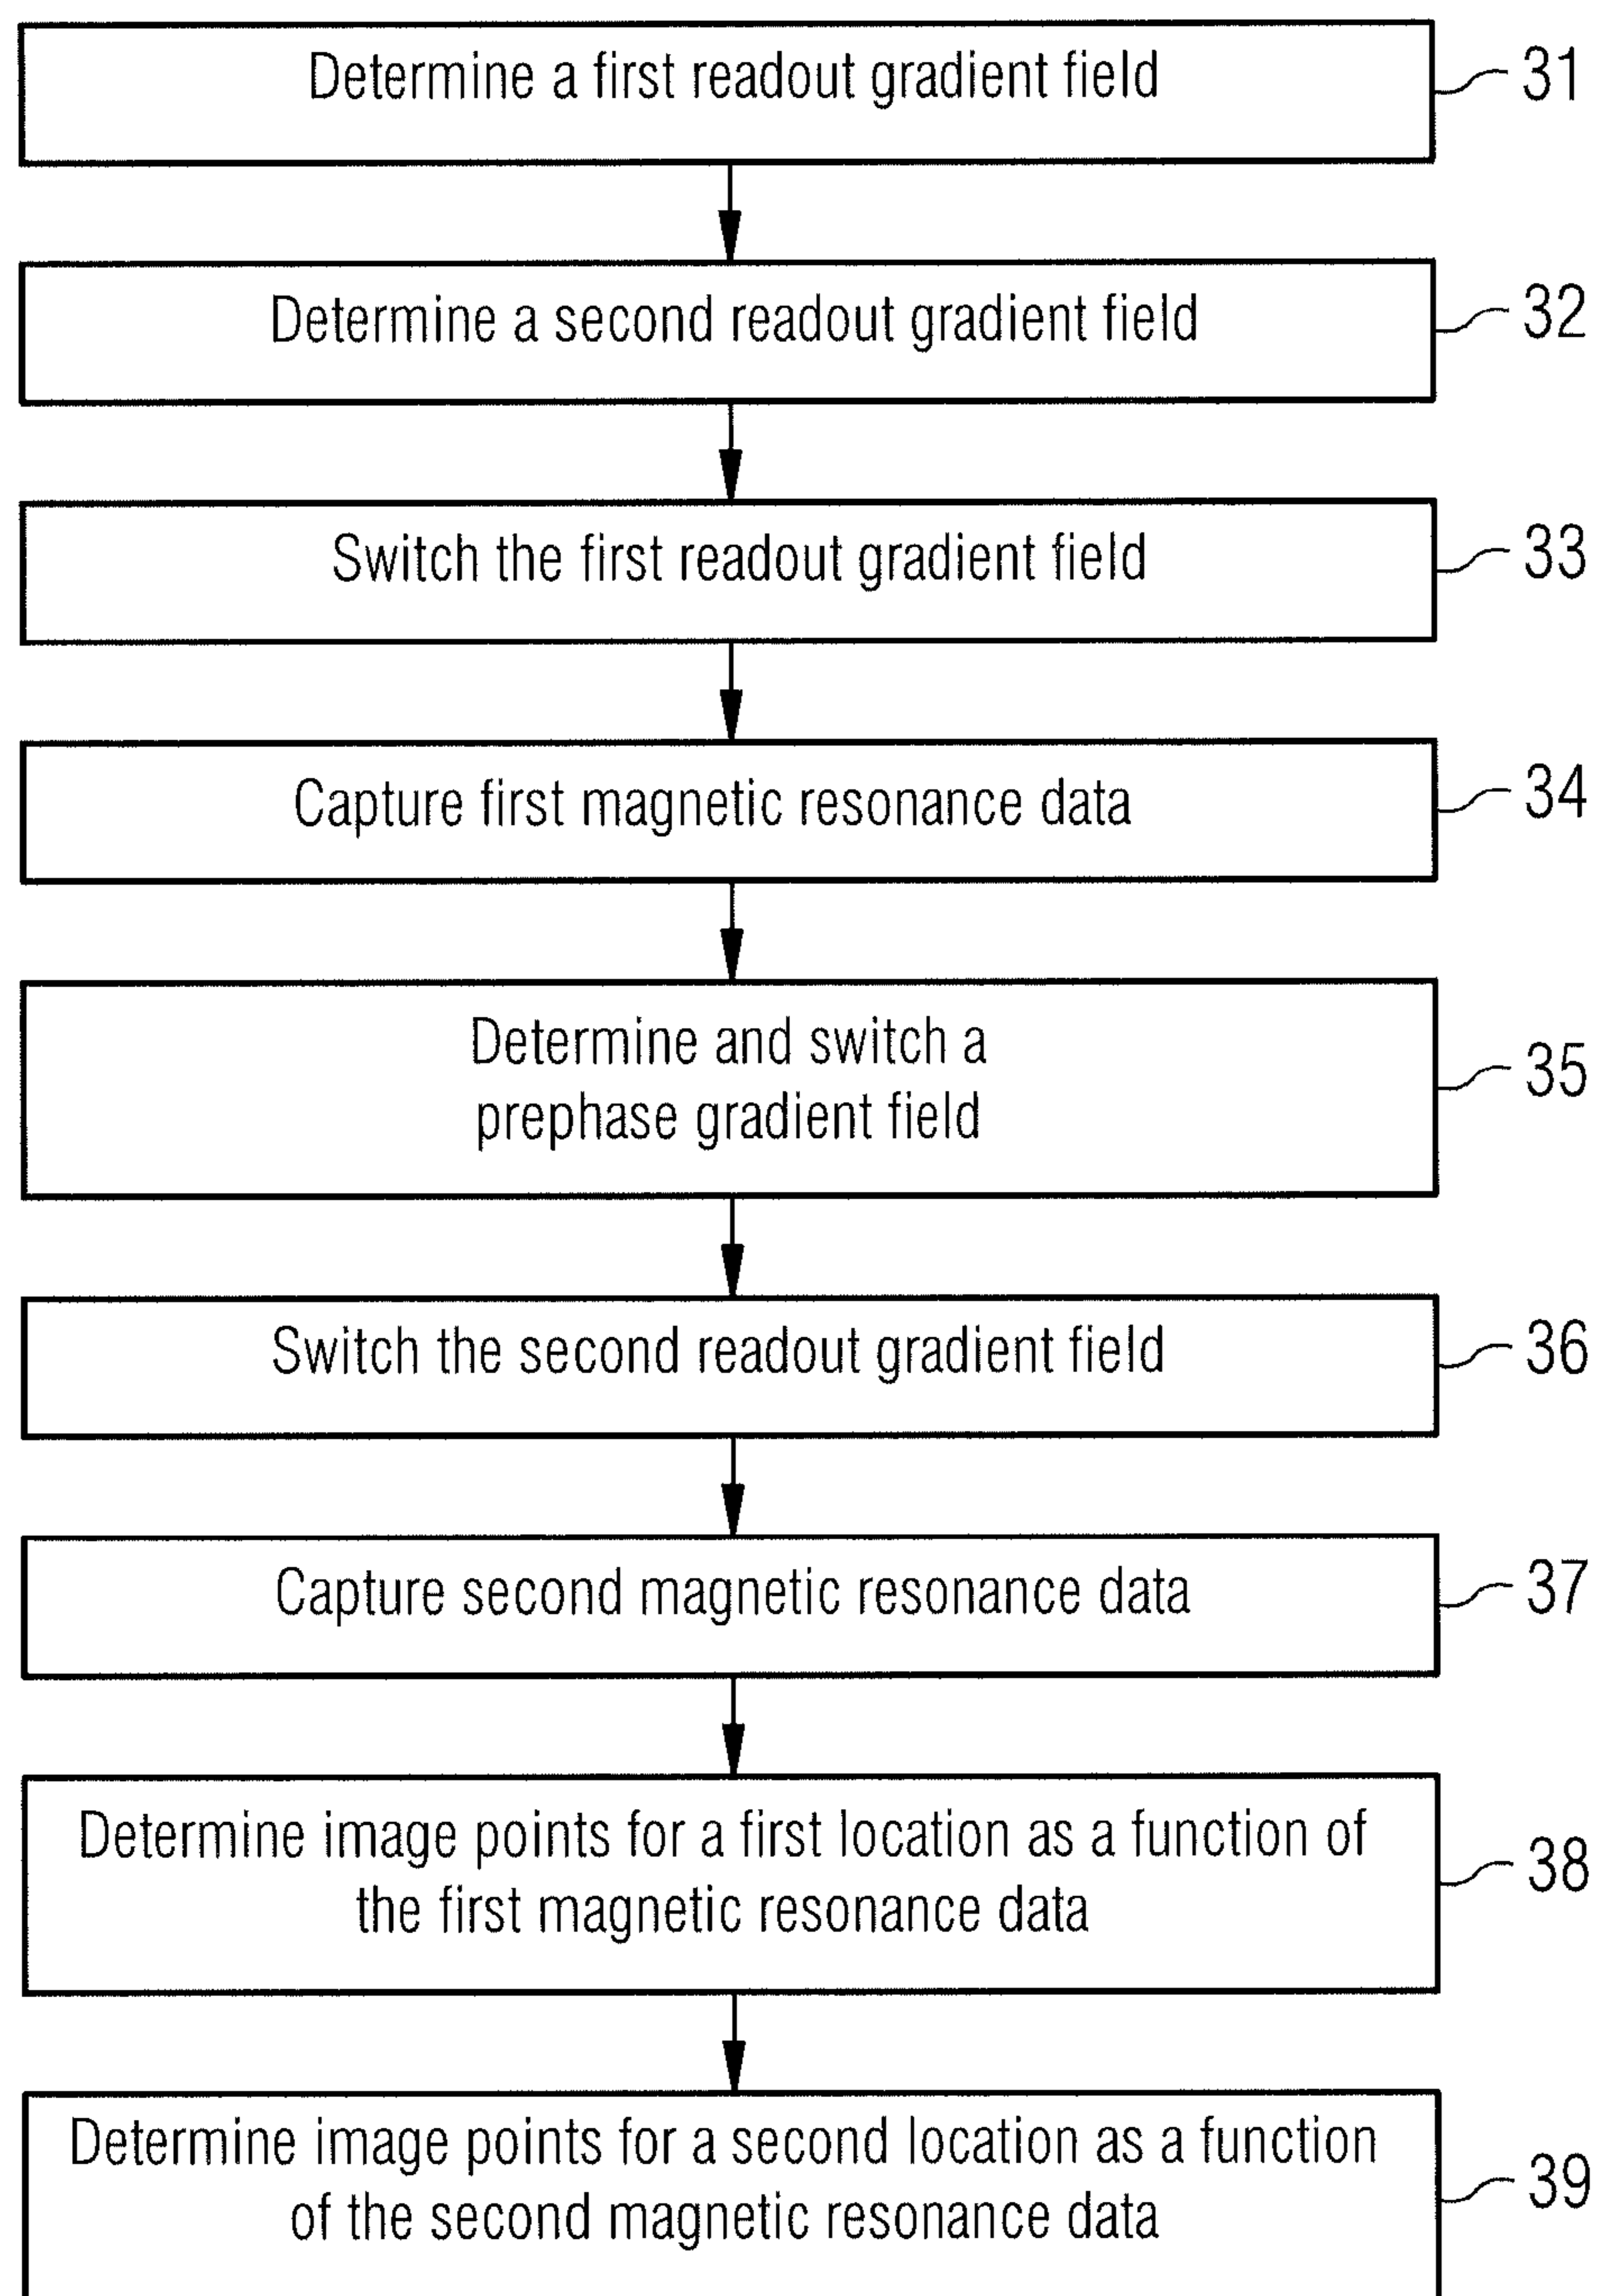 Determine a first readout gradient field
31
Determine a second readout gradient field
32
Switch the first readout gradient field
33
Capture first magnetic resonance data
34
Determine and switch a
prephase gradient field
35
Switch the second readout gradient field
36
Capture second magnetic resonance data
37
Determine image points for a first location as a function of
the first magnetic resonance data
38
Determine image points for a second location as a function
of the second magnetic resonance data
39